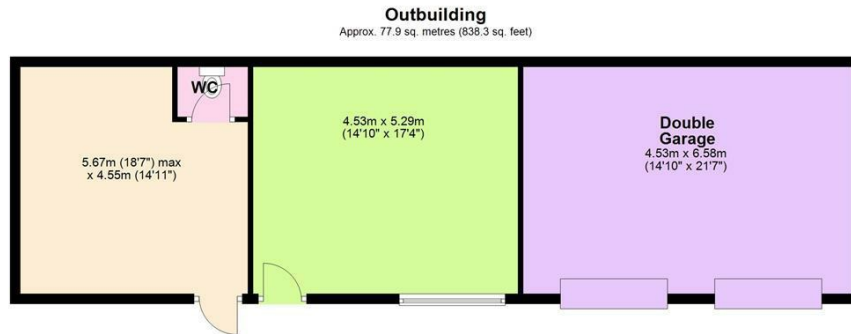 Outbuilding
Approx. 77.9 sq. metres (838.3 sq. feet)
WC
5.67m (18'7") max
x 4.55m (14'11")
4.53m x 5.29m
(14'10" x 17'4")
Double
Garage
4.53m x 6.58m
(14'10" x 21'7")